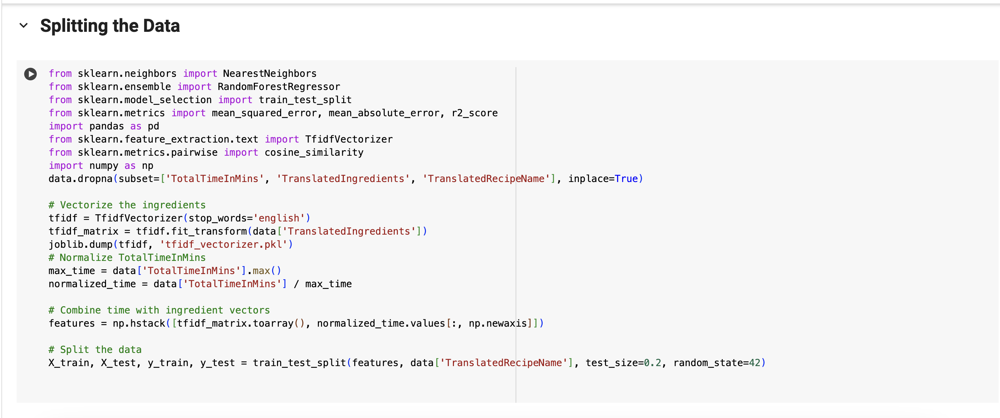 Splitting the Data
from sklearn.neighbors import NearestNeighbors
from sklearn.ensemble import RandomForestRegressor
from sklearn.model_selection import train_test_split
from sklearn.metrics import mean_squared_error, mean_absolute_error, r2_score
import pandas as pd
from sklearn.feature_extraction.text import TfidfVectorizer
from sklearn.metrics.pairwise import cosine_similarity
import numpy as np
data.dropna(subset=['TotalTimeInMins', 'TranslatedIngredients', 'TranslatedRecipeName'], inplace=True)
# Vectorize the ingredients
tfidf = TfidfVectorizer(stop_words='english')
tfidf_matrix = tfidf.fit_transform(data['TranslatedIngredients'])
joblib.dump(tfidf, 'tfidf_vectorizer.pkl')
# Normalize TotalTimeInMins
max_time = data['TotalTimeInMins'].max()
normalized_time = data['TotalTimeInMins'] / max_time
# Combine time with ingredient vectors
features = np.hstack([tfidf_matrix.toarray(), normalized_time.values[:, np.newaxis]])
# Split the data
X_train, X_test, y_train, y_test = train_test_split(features, data['TranslatedRecipeName'], test_size=0.2, random_state=42)